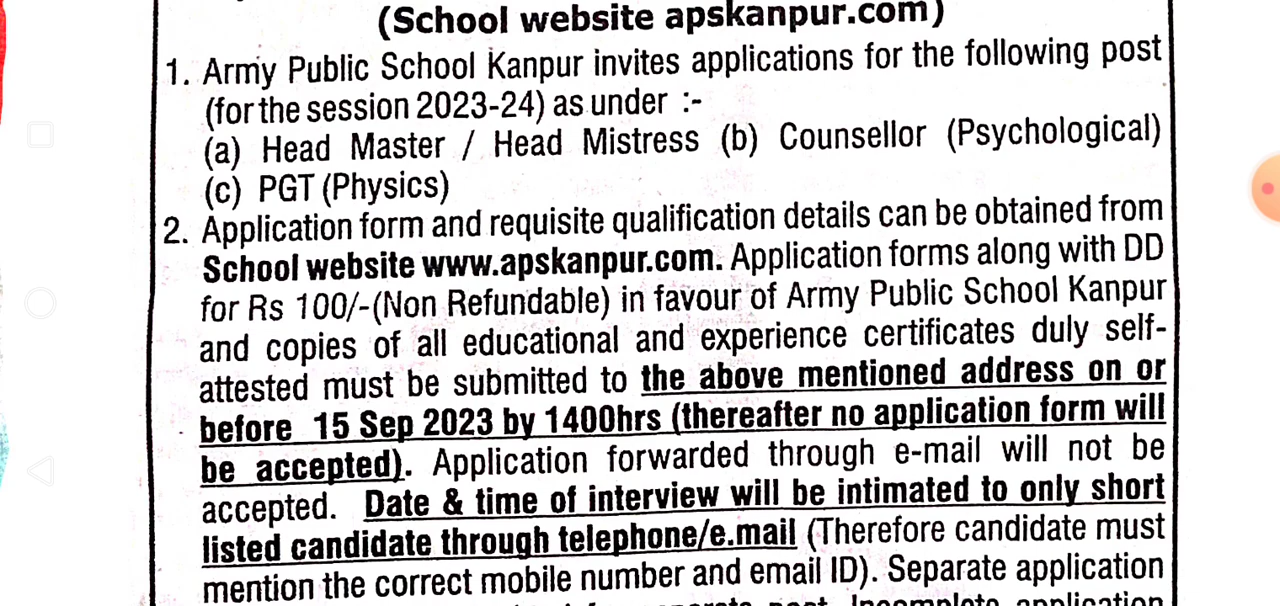 (School website apskanpur.com)
1. Army Public School Kanpur invites applications for the following post
(for the session 2023-24) as under :-
(a) Head Master / Head Mistress (b) Counsellor (Psychological)
(c) PGT (Physics)
2. Application form and requisite qualification details can be obtained from
School website www.apskanpur.com. Application forms along with DD
for Rs 100/-(Non Refundable) in favour of Army Public School Kanpur
and copies of all educational and experience certificates duly self-
attested must be submitted to the above mentioned address on or
before 15 Sep 2023 by 1400hrs (thereafter no application form will
be accepted). Application forwarded through e-mail will not be
accepted. Date & time of interview will be intimated to only short
listed candidate through telephone/e.mail (Therefore candidate must
mention the correct mobile number and email ID). Separate application
separate post. Incomplete application